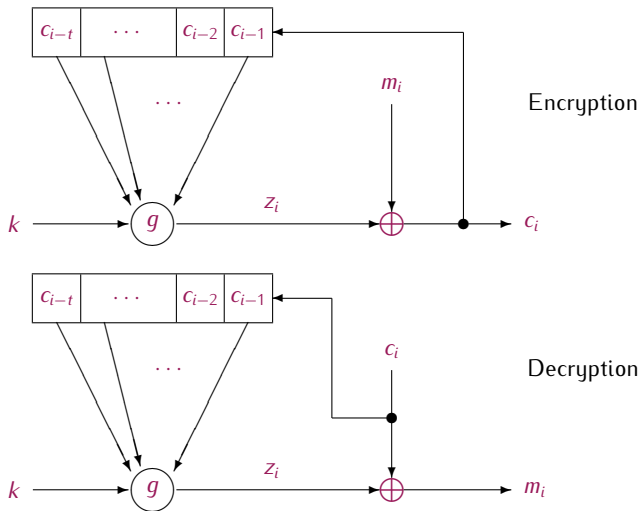 c_{i−t} ··· c_{i−2} c_{i−1}
m_i
Encryption
···
z_i
k g c_i
c_{i−t} ··· c_{i−2} c_{i−1}
c_i
Decryption
···
z_i
k g m_i